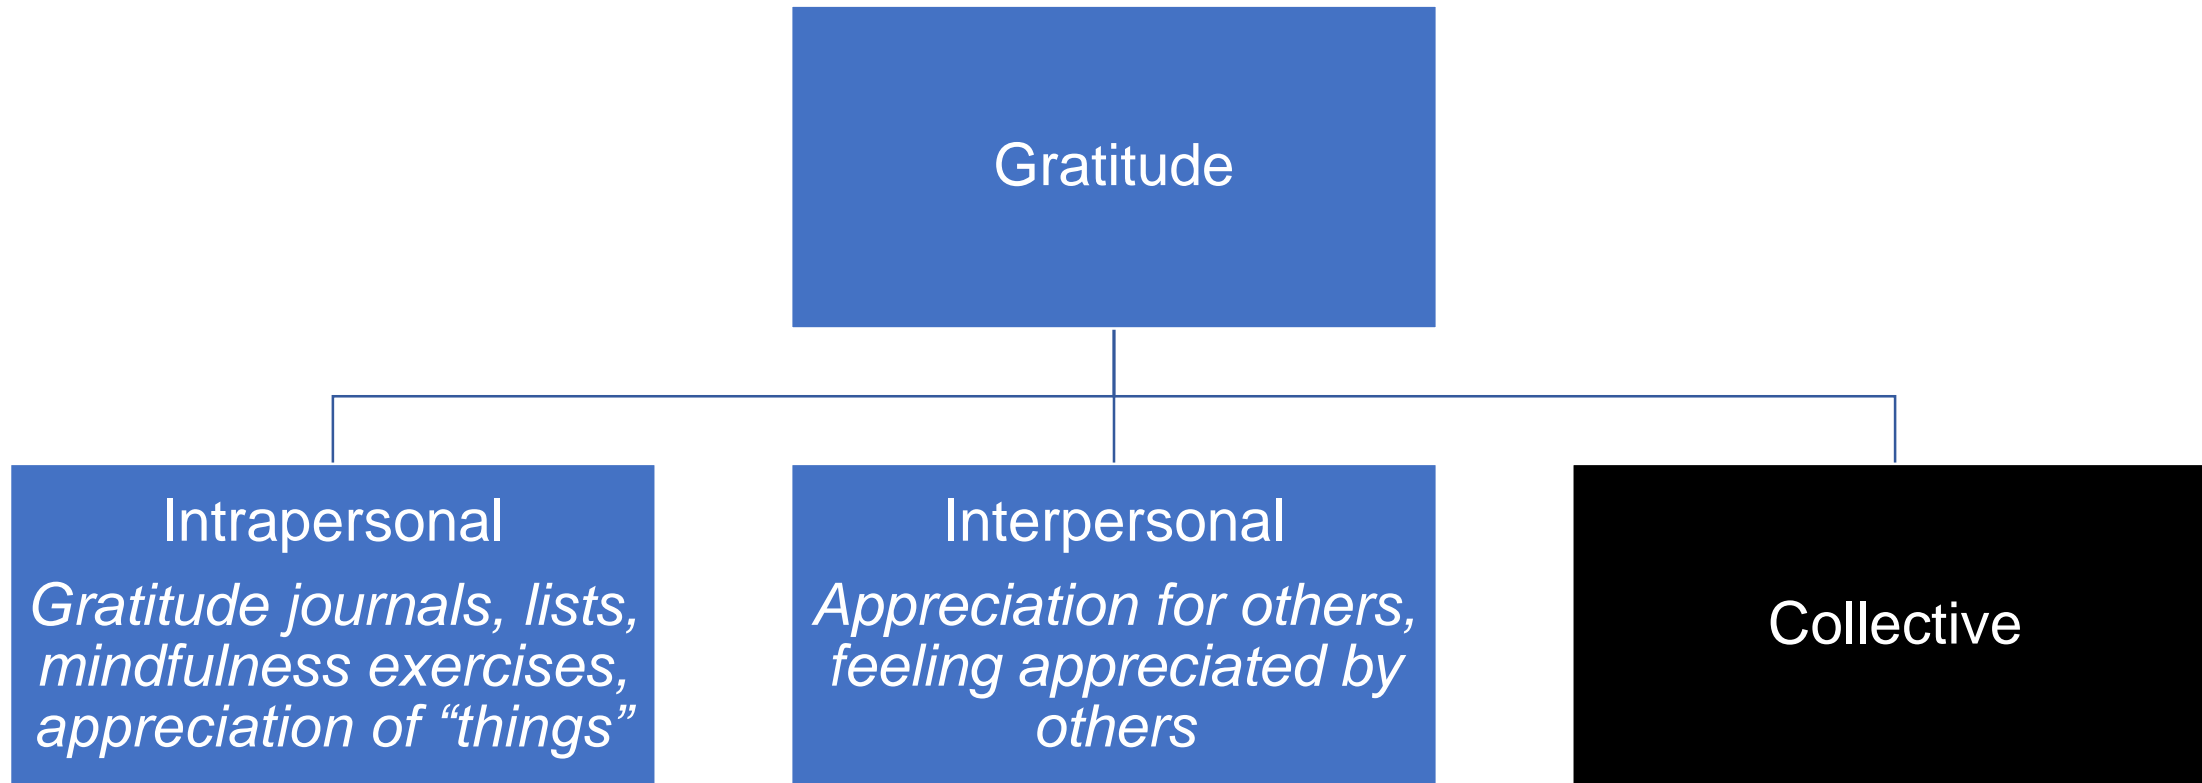 Gratitude
Intrapersonal
Gratitude journals, lists,
mindfulness exercises,
appreciation of “things”
Interpersonal
Appreciation for others,
feeling appreciated by
others
Collective